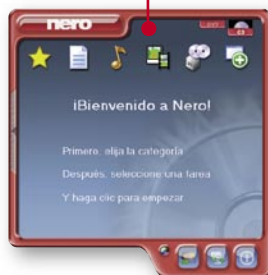 nero
¡Bienvenido a Nero!
Primero, elija la categoría
Después, seleccione una tarea
Y haga clic para empezar